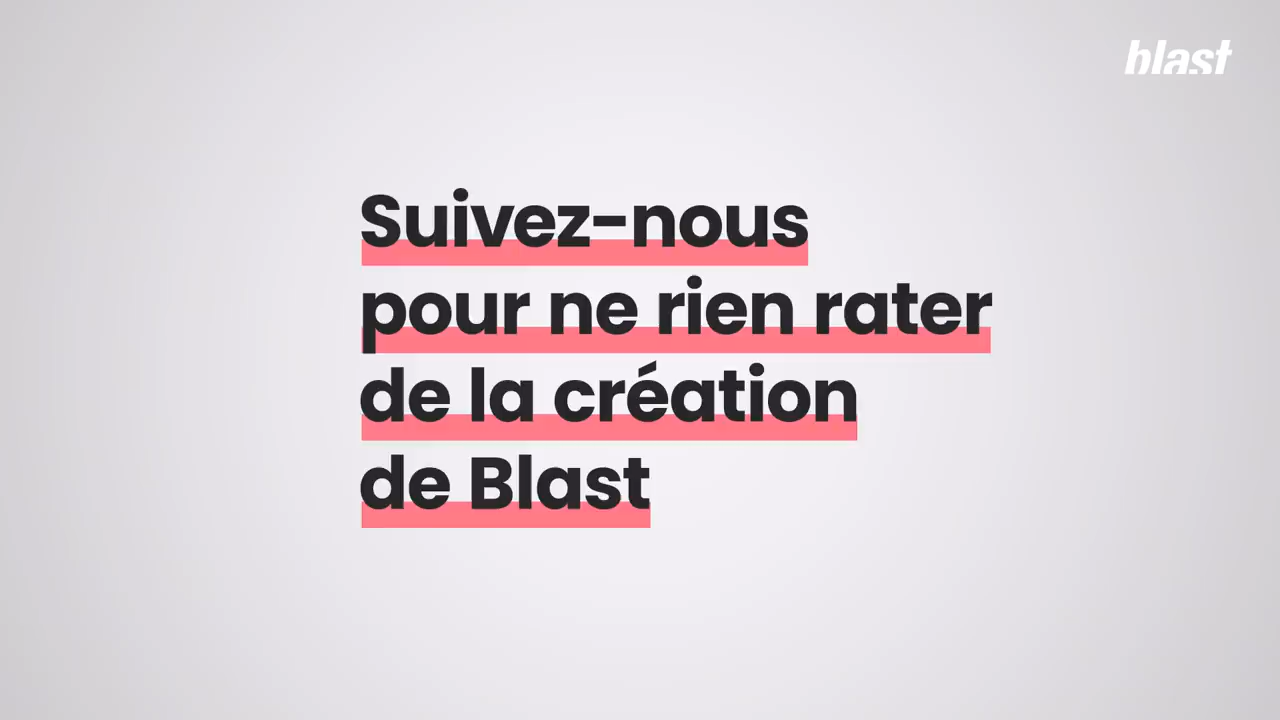 blast
Suivez-nous
pour ne rien rater
de la création
de Blast